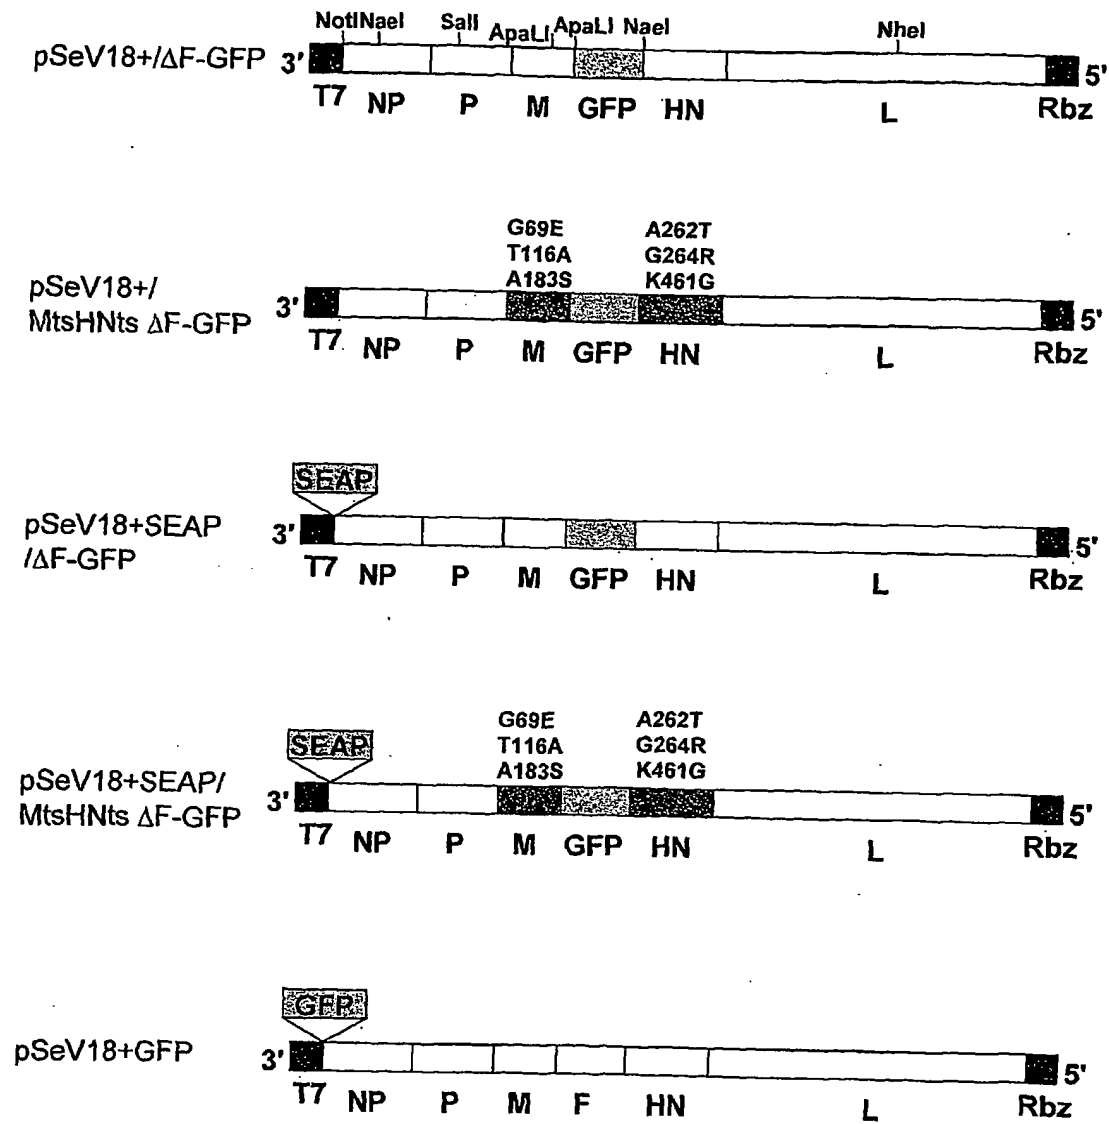 NotI NaeI SalI ApaLI ApaLI NaeI NheI
pSeV18+/ΔF-GFP 3' 5'
T7 NP P M GFP HN L Rbz
G69E A262T
T116A G264R
A183S K461G
pSeV18+/
MtsHNts ΔF-GFP
3' 5'
T7 NP P M GFP HN L Rbz
SEAP
pSeV18+SEAP
/ΔF-GFP
3' 5'
T7 NP P M GFP HN L Rbz
G69E A262T
T116A G264R
A183S K461G
SEAP
pSeV18+SEAP/
MtsHNts ΔF-GFP
3' 5'
T7 NP P M GFP HN L Rbz
GFP
pSeV18+GFP 3' 5'
T7 NP P M F HN L Rbz